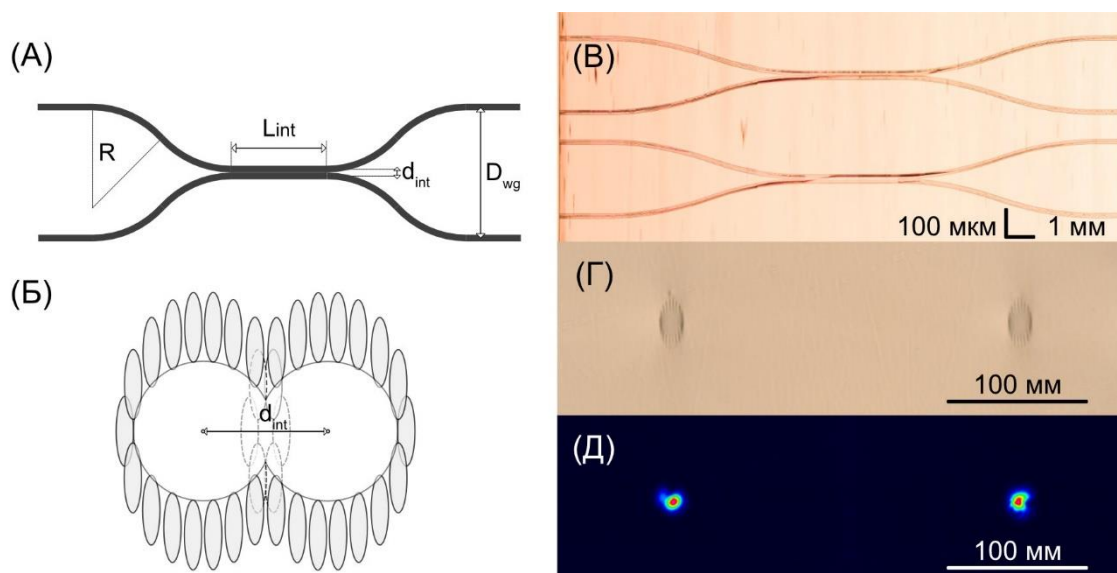 (А)
R
Lint
dint
Dwg
(Б)
dint
(В)
100 мкм
1 мм
(Г)
100 мм
(Д)
100 мм